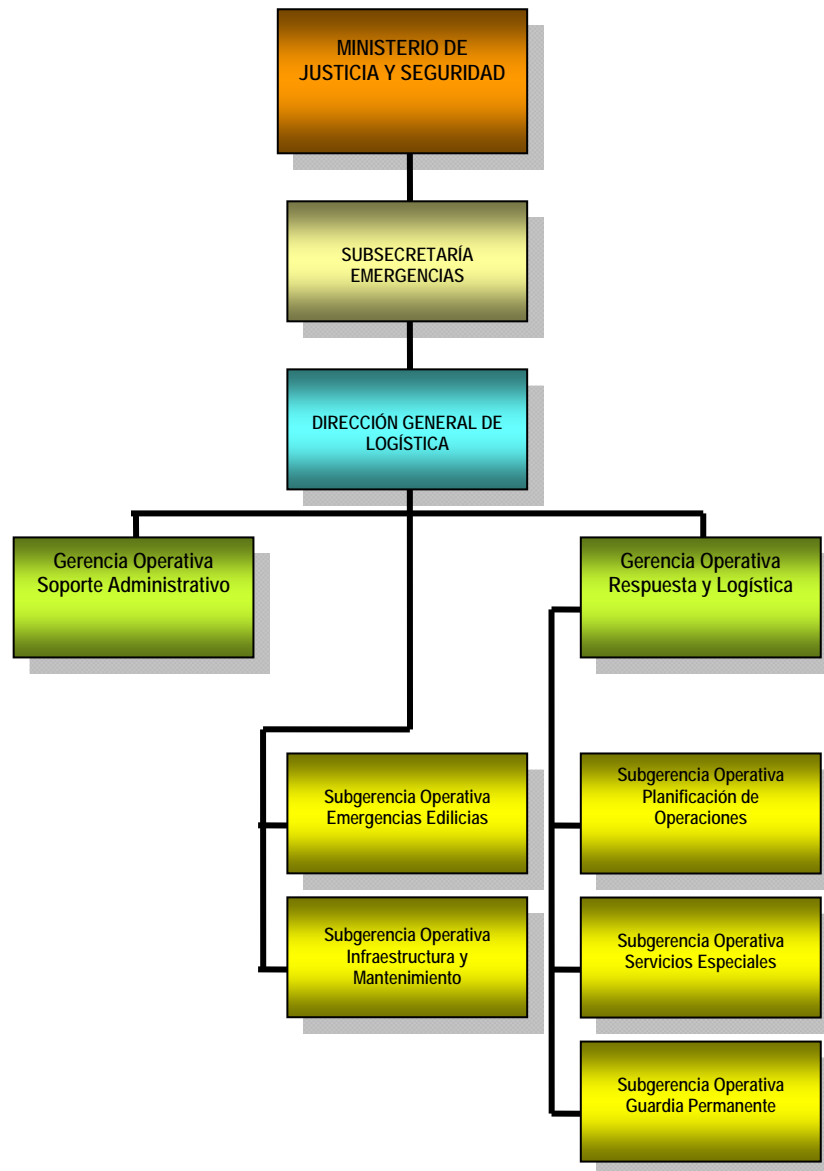 MINISTERIO DE
JUSTICIA Y SEGURIDAD
SUBSECRETARÍA
EMERGENCIAS
DIRECCIÓN GENERAL DE
LOGÍSTICA
Gerencia Operativa
Soporte Administrativo
Gerencia Operativa
Respuesta y Logística
Subgerencia Operativa
Emergencias Edilicias
Subgerencia Operativa
Infraestructura y
Mantenimiento
Subgerencia Operativa
Planificación de
Operaciones
Subgerencia Operativa
Servicios Especiales
Subgerencia Operativa
Guardia Permanente